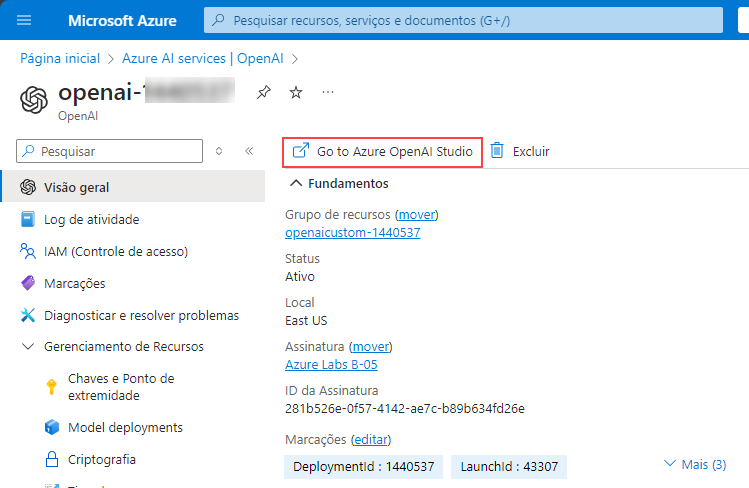 Microsoft Azure
Pesquisar recursos, serviços e documentos (G+/)
Página inicial > Azure AI services | OpenAI >
openai-
OpenAI
Pesquisar
Go to Azure OpenAI Studio
Excluir
Visão geral
Log de atividade
IAM (Controle de acesso)
Marcações
Diagnosticar e resolver problemas
Gerenciamento de Recursos
Chaves e Ponto de
extremidade
Model deployments
Criptografia
Fundamentos
Grupo de recursos (mover)
openaicustom-1440537
Status
Ativo
Local
East US
Assinatura (mover)
Azure Labs B-05
ID da Assinatura
281b526e-0f57-4142-ae7c-b89b634fd26e
Marcações (editar)
DeploymentId : 1440537
LaunchId : 43307
Mais (3)